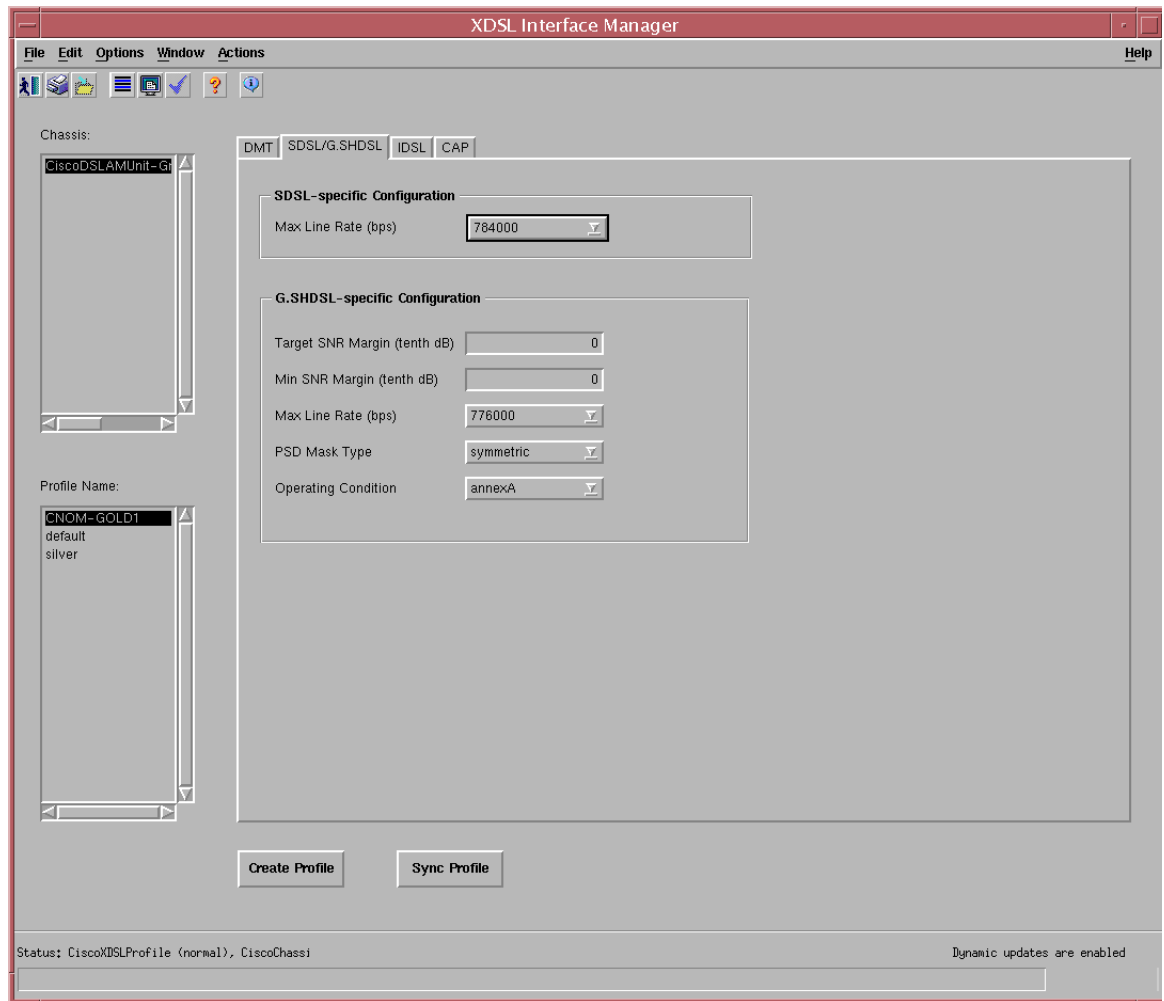 XDSL Interface Manager
File Edit Options Window Actions Help
Chassis:
CiscoDSLAMUnit-Gr
DMT SDSL/G.SHDSL IDSL CAP
SDSL-specific Configuration
Max Line Rate (bps) 784000
G.SHDSL-specific Configuration
Target SNR Margin (tenth dB) 0
Min SNR Margin (tenth dB) 0
Max Line Rate (bps) 776000
PSD Mask Type symmetric
Operating Condition annexA
Profile Name:
CNOM-GOLD1
default
silver
Create Profile Sync Profile
Status: CiscoXDSLProfile (normal), CiscoChassi Dynamic updates are enabled